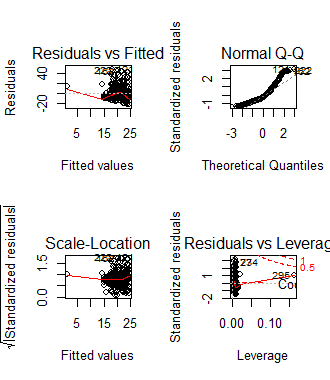 Residuals vs Fitted
Residuals
-20
40
5
15
25
Fitted values
Normal Q-Q
Standardized residuals
-1
2
-3
0
2
Theoretical Quantiles
Scale-Location
√|Standardized residuals|
0.0
1.5
5
15
25
Fitted values
Residuals vs Leverage
Standardized residuals
-2
1
1
0.5
296
Coo
0.00
0.10
Leverage